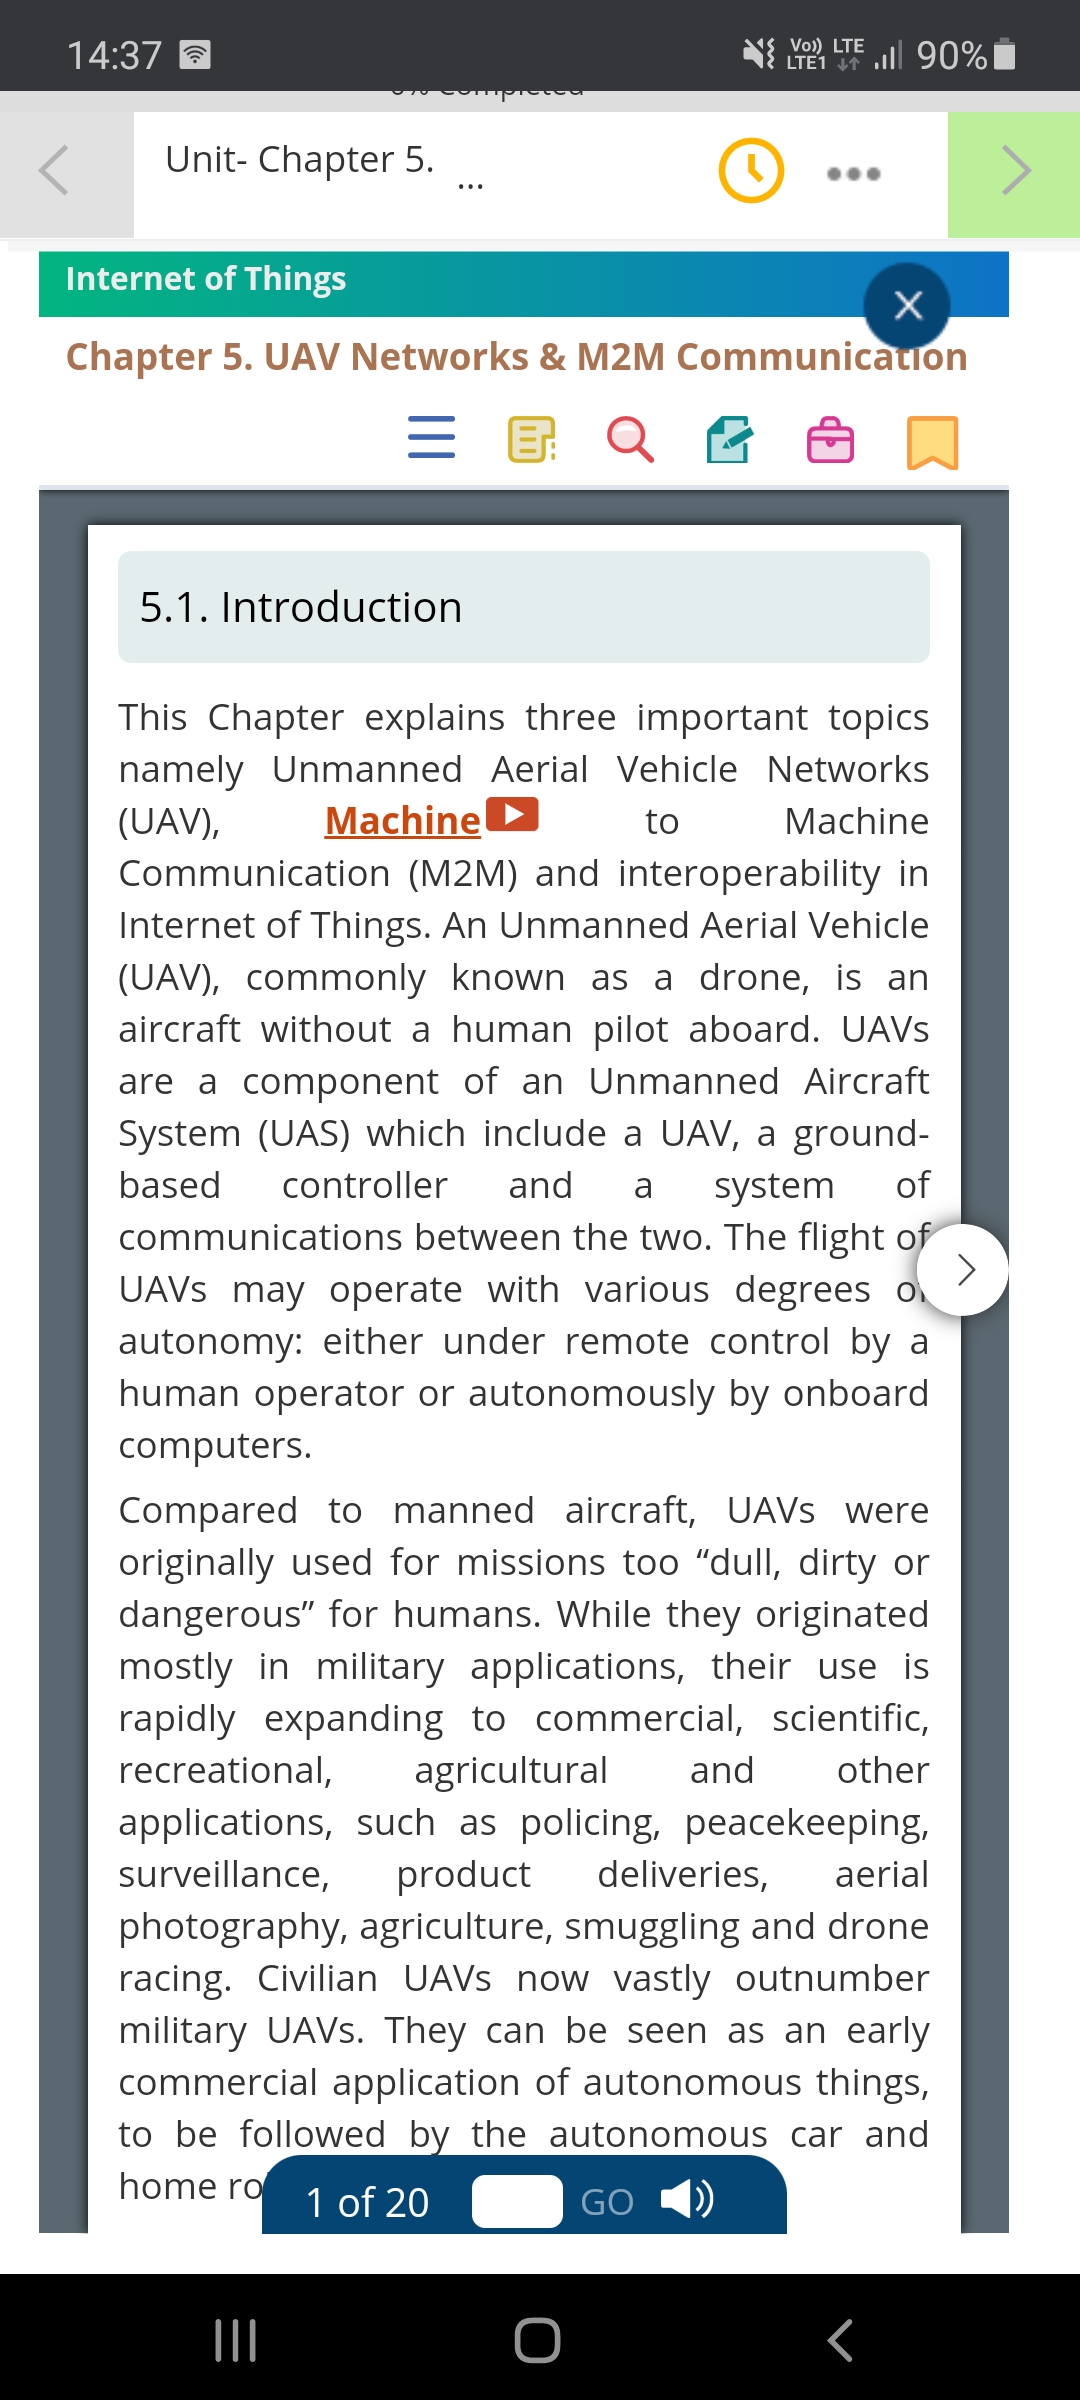 14:37
Vo)) LTE
LTE1
90%
0% Completed
Unit- Chapter 5.
...
Internet of Things
Chapter 5. UAV Networks & M2M Communication
5.1. Introduction
This Chapter explains three important topics
namely Unmanned Aerial Vehicle Networks
(UAV), Machine to Machine
Communication (M2M) and interoperability in
Internet of Things. An Unmanned Aerial Vehicle
(UAV), commonly known as a drone, is an
aircraft without a human pilot aboard. UAVs
are a component of an Unmanned Aircraft
System (UAS) which include a UAV, a ground-
based controller and a system of
communications between the two. The flight of
UAVs may operate with various degrees of
autonomy: either under remote control by a
human operator or autonomously by onboard
computers.
Compared to manned aircraft, UAVs were
originally used for missions too “dull, dirty or
dangerous” for humans. While they originated
mostly in military applications, their use is
rapidly expanding to commercial, scientific,
recreational, agricultural and other
applications, such as policing, peacekeeping,
surveillance, product deliveries, aerial
photography, agriculture, smuggling and drone
racing. Civilian UAVs now vastly outnumber
military UAVs. They can be seen as an early
commercial application of autonomous things,
to be followed by the autonomous car and
home
1 of 20 GO